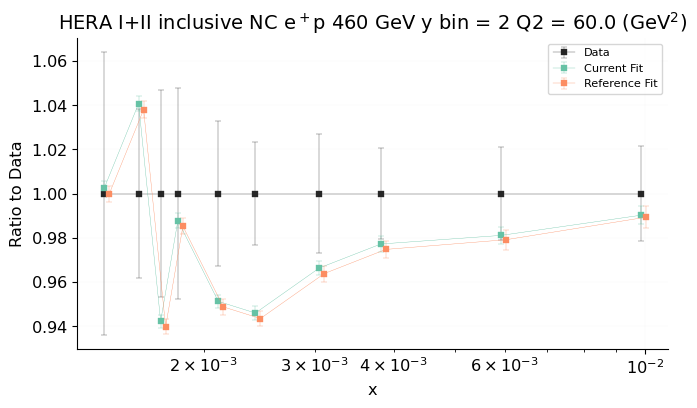 HERA I+II inclusive NC e⁺p 460 GeV y bin = 2 Q2 = 60.0 (GeV²)
Data
Current Fit
Reference Fit
Ratio to Data
1.06
1.04
1.02
1.00
0.98
0.96
0.94
2 × 10⁻³
3 × 10⁻³
4 × 10⁻³
6 × 10⁻³
10⁻²
x